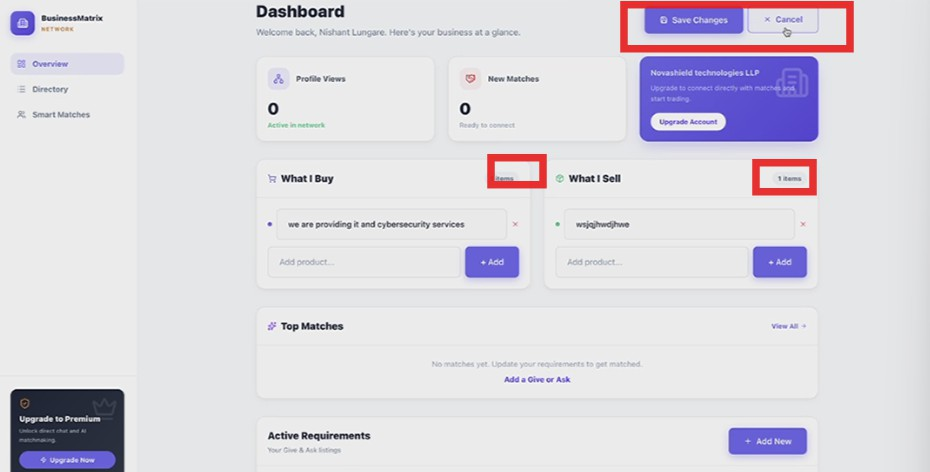 BusinessMatrix
NETWORK
Overview
Directory
Smart Matches
Upgrade to Premium
Unlock direct chat and AI
matchmaking.
Upgrade Now
Dashboard
Welcome back, Nishant Lungare. Here's your business at a glance.
Save Changes
Cancel
Profile Views
0
Active in network
New Matches
0
Ready to connect
Novashield technologies LLP
Upgrade to connect directly with matches and
start trading.
Upgrade Account
What I Buy
items
we are providing it and cybersecurity services
Add product...
+ Add
What I Sell
1 items
wsjqjhwdjhwe
Add product...
+ Add
Top Matches
View All →
No matches yet. Update your requirements to get matched.
Add a Give or Ask
Active Requirements
Your Give & Ask listings
+ Add New